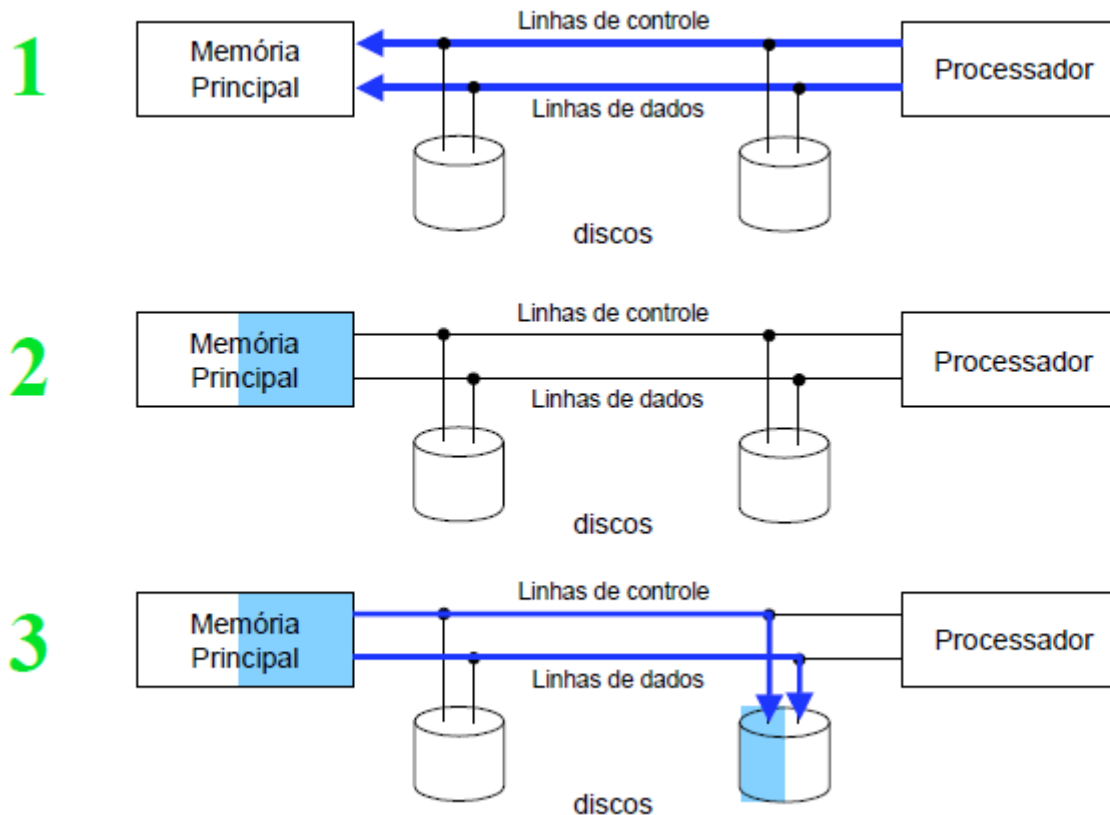 1
Linhas de controle
Memória
Principal
Processador
Linhas de dados
discos
2
Linhas de controle
Memória
Principal
Processador
Linhas de dados
discos
3
Linhas de controle
Memória
Principal
Processador
Linhas de dados
discos